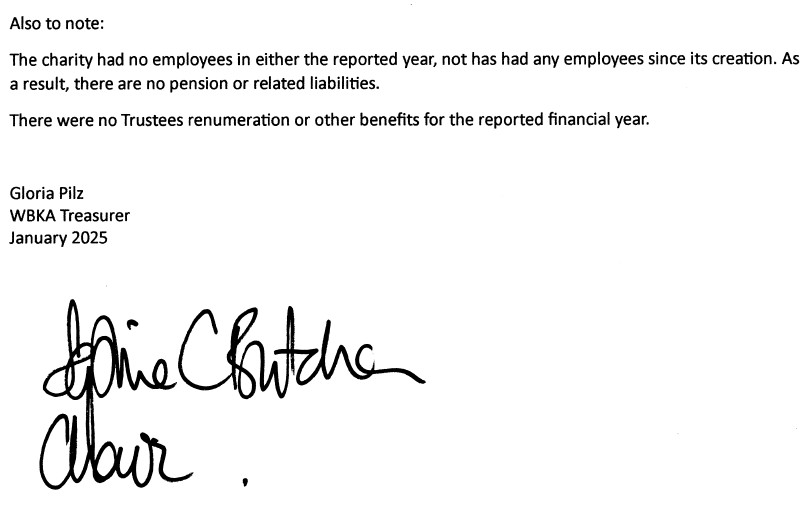 Also to note:
The charity had no employees in either the reported year, not has had any employees since its creation. As
a result, there are no pension or related liabilities.
There were no Trustees renumeration or other benefits for the reported financial year.
Gloria Pilz
WBKA Treasurer
January 2025
C Butcher
Chair